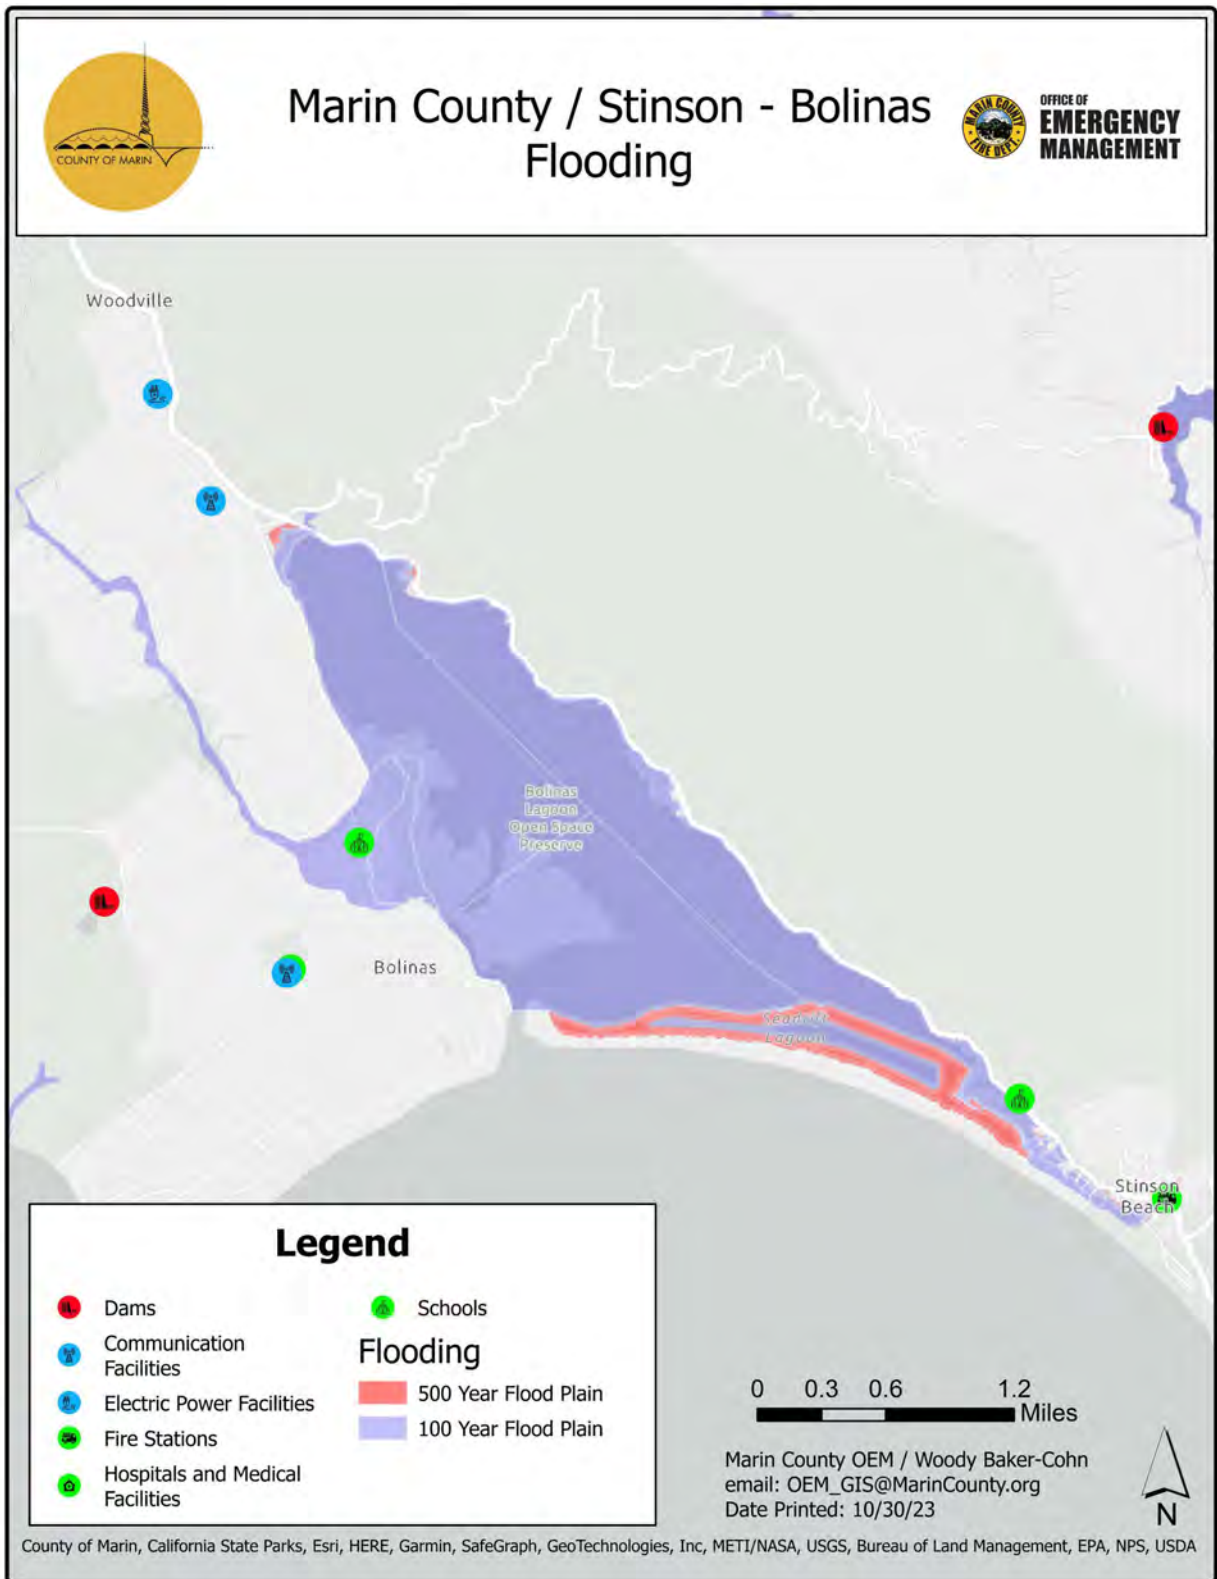 Marin County / Stinson - Bolinas
Flooding
COUNTY OF MARIN
MARIN COUNTY
FIRE DEPT.
OFFICE OF
EMERGENCY
MANAGEMENT
Woodville
Bolinas
Lagoon
Open Space
Preserve
Bolinas
Seadrift
Lagoon
Stinson
Beach
Legend
Dams
Communication
Facilities
Electric Power Facilities
Fire Stations
Hospitals and Medical
Facilities
Schools
Flooding
500 Year Flood Plain
100 Year Flood Plain
0 0.3 0.6 1.2
Miles
Marin County OEM / Woody Baker-Cohn
email: OEM_GIS@MarinCounty.org
Date Printed: 10/30/23
N
County of Marin, California State Parks, Esri, HERE, Garmin, SafeGraph, GeoTechnologies, Inc, METI/NASA, USGS, Bureau of Land Management, EPA, NPS, USDA